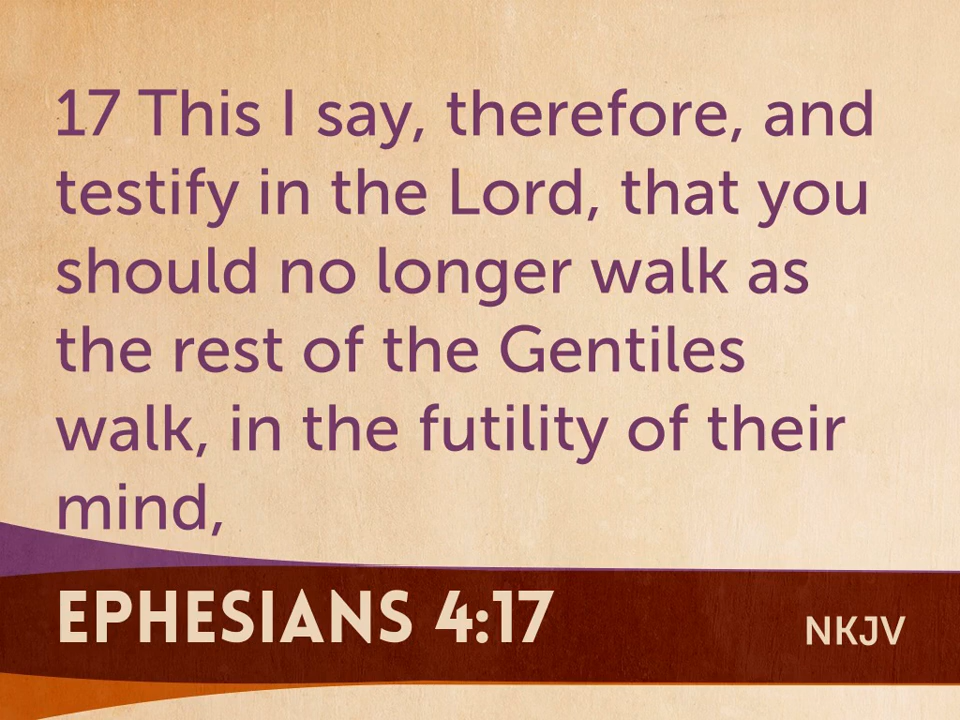 17 This I say, therefore, and
testify in the Lord, that you
should no longer walk as
the rest of the Gentiles
walk, in the futility of their
mind,
EPHESIANS 4:17
NKJV